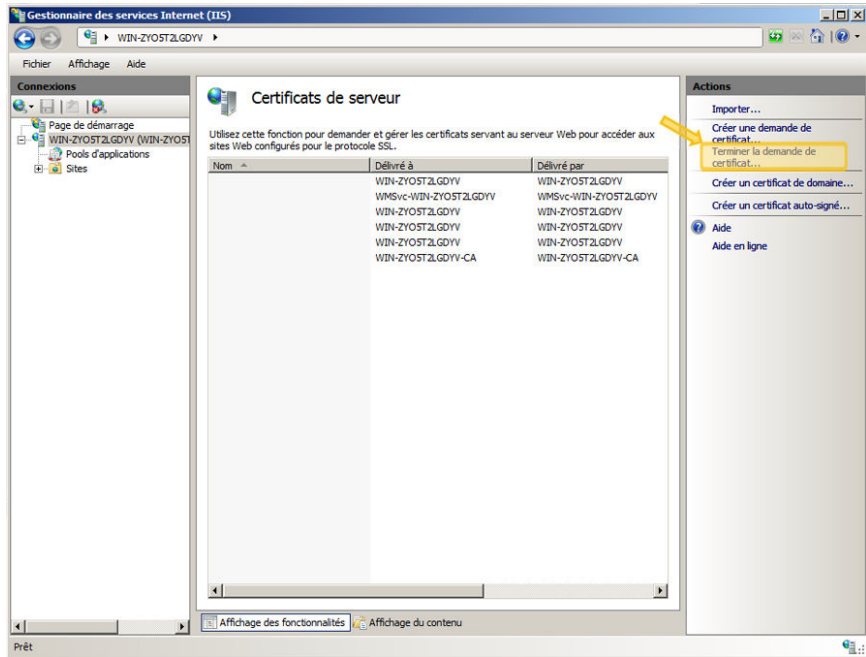 Gestionnaire des services Internet (IIS)
WIN-ZYO5T2LGDYV
Fichier Affichage Aide
Connexions
Page de démarrage
WIN-ZYO5T2LGDYV (WIN-ZYO5T
Pools d'applications
Sites
Certificats de serveur
Utilisez cette fonction pour demander et gérer les certificats servant au serveur Web pour accéder aux
sites Web configurés pour le protocole SSL.
Nom Délivré à Délivré par
WIN-ZYO5T2LGDYV WIN-ZYO5T2LGDYV
WMSvc-WIN-ZYO5T2LGDYV WMSvc-WIN-ZYO5T2LGDYV
WIN-ZYO5T2LGDYV WIN-ZYO5T2LGDYV
WIN-ZYO5T2LGDYV WIN-ZYO5T2LGDYV
WIN-ZYO5T2LGDYV WIN-ZYO5T2LGDYV
WIN-ZYO5T2LGDYV-CA WIN-ZYO5T2LGDYV-CA
Affichage des fonctionnalités Affichage du contenu
Actions
Importer...
Créer une demande de
certificat...
Terminer la demande de
certificat...
Créer un certificat de domaine...
Créer un certificat auto-signé...
Aide
Aide en ligne
Prêt